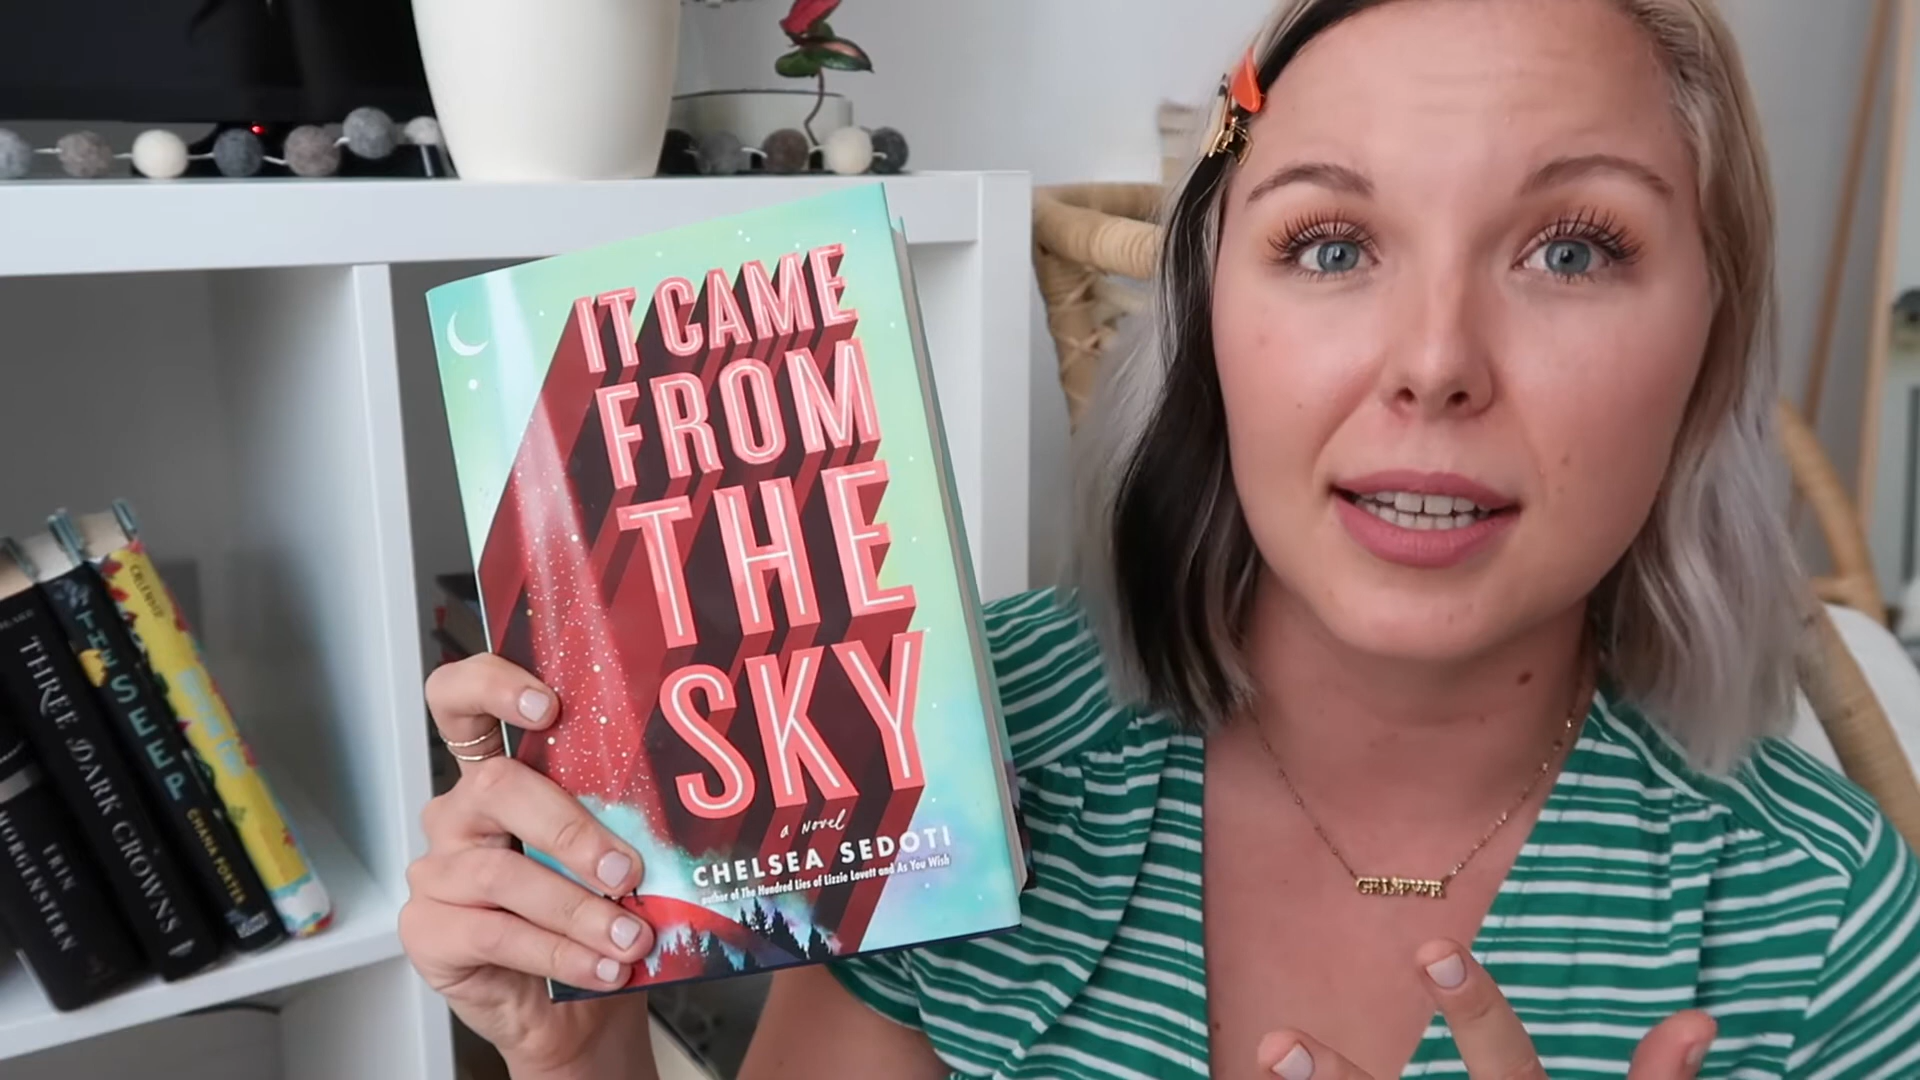 IT CAME
FROM
THE
SKY
a Novel
CHELSEA SEDOTI
author of The Hundred Lies of Lizzie Lovett and As You Wish
THREE DARK CROWNS
THE SEEP
CHANA PORTER
ERIN
MORGENSTERN
GRLPWR